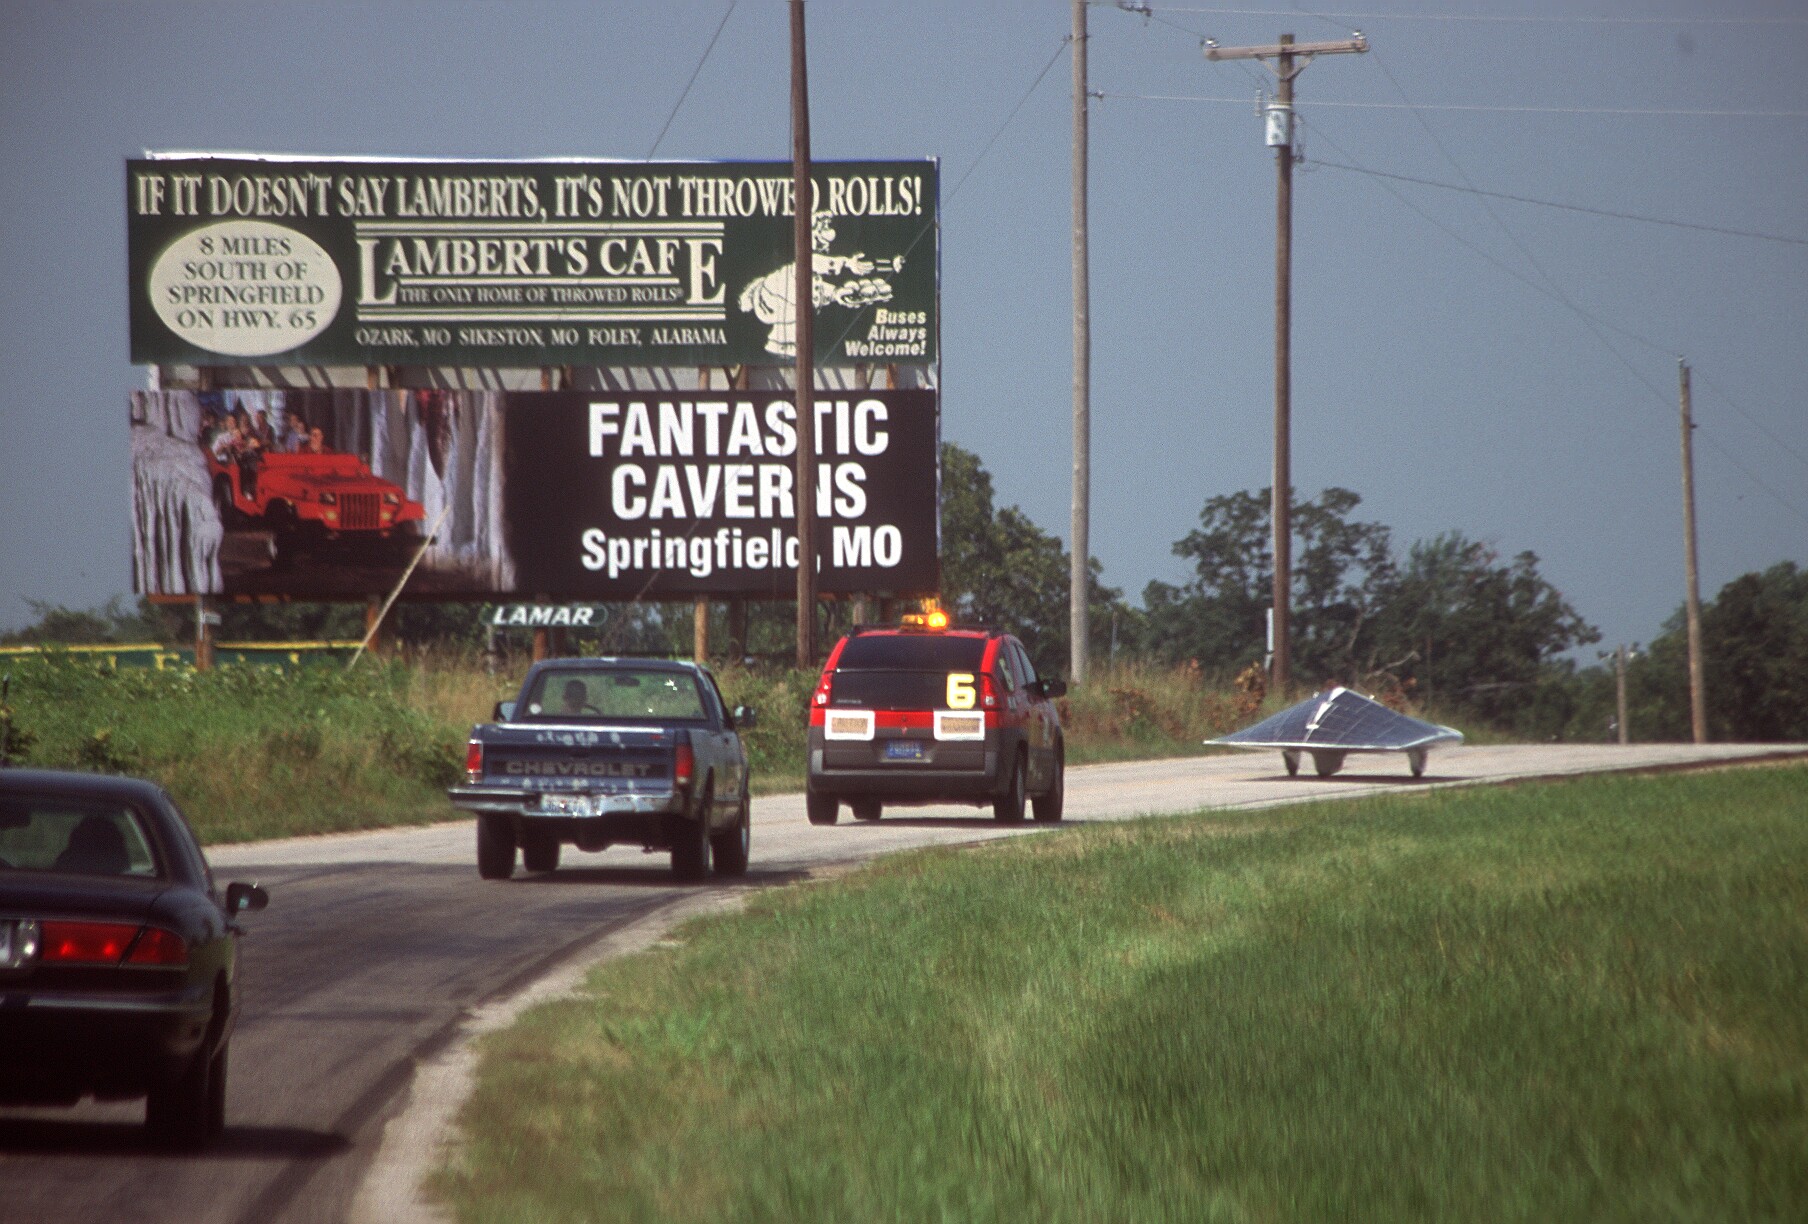 IF IT DOESN'T SAY LAMBERTS, IT'S NOT THROWED ROLLS!
8 MILES
SOUTH OF
SPRINGFIELD
ON HWY. 65
LAMBERT'S CAFE
THE ONLY HOME OF THROWED ROLLS®
OZARK, MO SIKESTON, MO FOLEY, ALABAMA
Buses
Always
Welcome!
FANTASTIC
CAVERNS
Springfield, MO
LAMAR
6
CHEVROLET